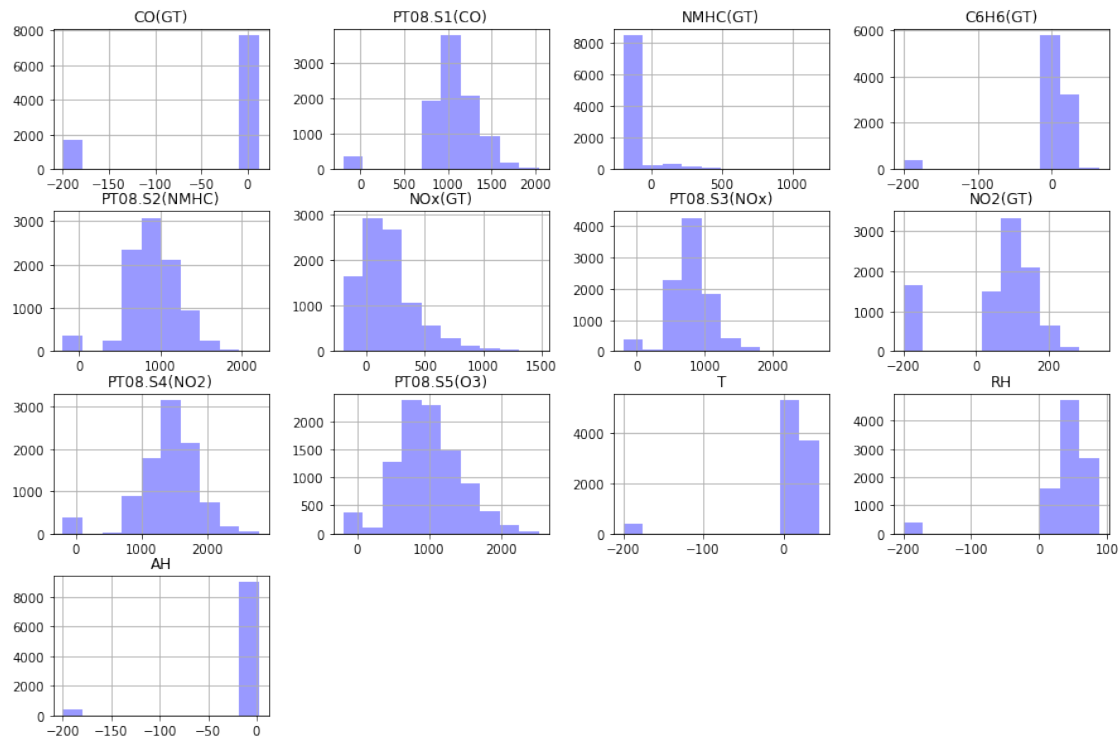 CO(GT) PT08.S1(CO) NMHC(GT) C6H6(GT)
8000 6000 4000 2000 0
3000 2000 1000 0
8000 6000 4000 2000 0
6000 4000 2000 0
−200 −150 −100 −50 0
0 500 1000 1500 2000
0 500 1000
−200 −100 0
PT08.S2(NMHC) NOx(GT) PT08.S3(NOx) NO2(GT)
3000 2000 1000 0
3000 2000 1000 0
4000 3000 2000 1000 0
3000 2000 1000 0
0 1000 2000
0 500 1000 1500
0 1000 2000
−200 0 200
PT08.S4(NO2) PT08.S5(O3) T RH
3000 2000 1000 0
2000 1500 1000 500 0
4000 2000 0
4000 3000 2000 1000 0
0 1000 2000
0 1000 2000
−200 −100 0
−200 −100 0 100
AH
8000 6000 4000 2000 0
−200 −150 −100 −50 0